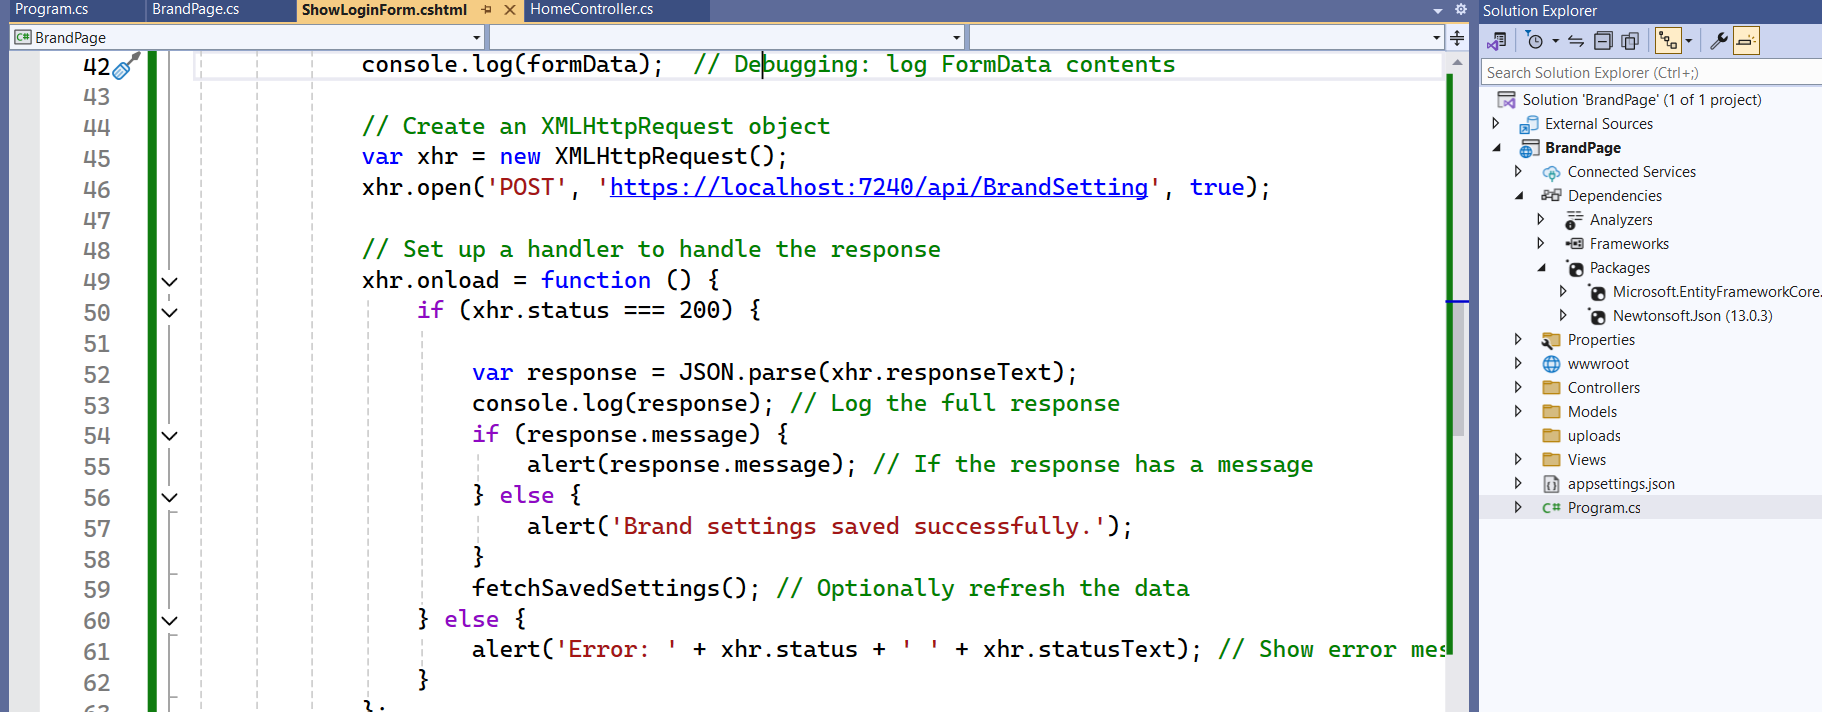 Program.cs
BrandPage.cs
ShowLoginForm.cshtml
HomeController.cs
BrandPage
42 console.log(formData); // Debugging: log FormData contents
43
44 // Create an XMLHttpRequest object
45 var xhr = new XMLHttpRequest();
46 xhr.open('POST', 'https://localhost:7240/api/BrandSetting', true);
47
48 // Set up a handler to handle the response
49 xhr.onload = function () {
50 if (xhr.status === 200) {
51
52 var response = JSON.parse(xhr.responseText);
53 console.log(response); // Log the full response
54 if (response.message) {
55 alert(response.message); // If the response has a message
56 } else {
57 alert('Brand settings saved successfully.');
58 }
59 fetchSavedSettings(); // Optionally refresh the data
60 } else {
61 alert('Error: ' + xhr.status + ' ' + xhr.statusText); // Show error mes
62 }
63 };
Solution Explorer
Search Solution Explorer (Ctrl+;)
Solution 'BrandPage' (1 of 1 project)
External Sources
BrandPage
Connected Services
Dependencies
Analyzers
Frameworks
Packages
Microsoft.EntityFrameworkCore.
Newtonsoft.Json (13.0.3)
Properties
wwwroot
Controllers
Models
uploads
Views
appsettings.json
C# Program.cs